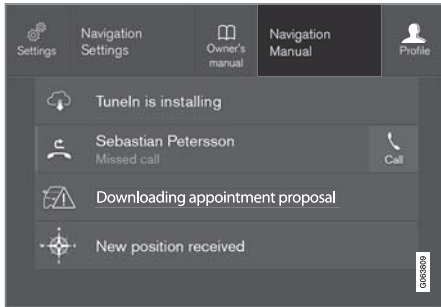 Settings
Navigation
Settings
Owner's
manual
Navigation
Manual
Profile
TuneIn is installing
Sebastian Petersson
Missed call
Call
Downloading appointment proposal
New position received
G063809